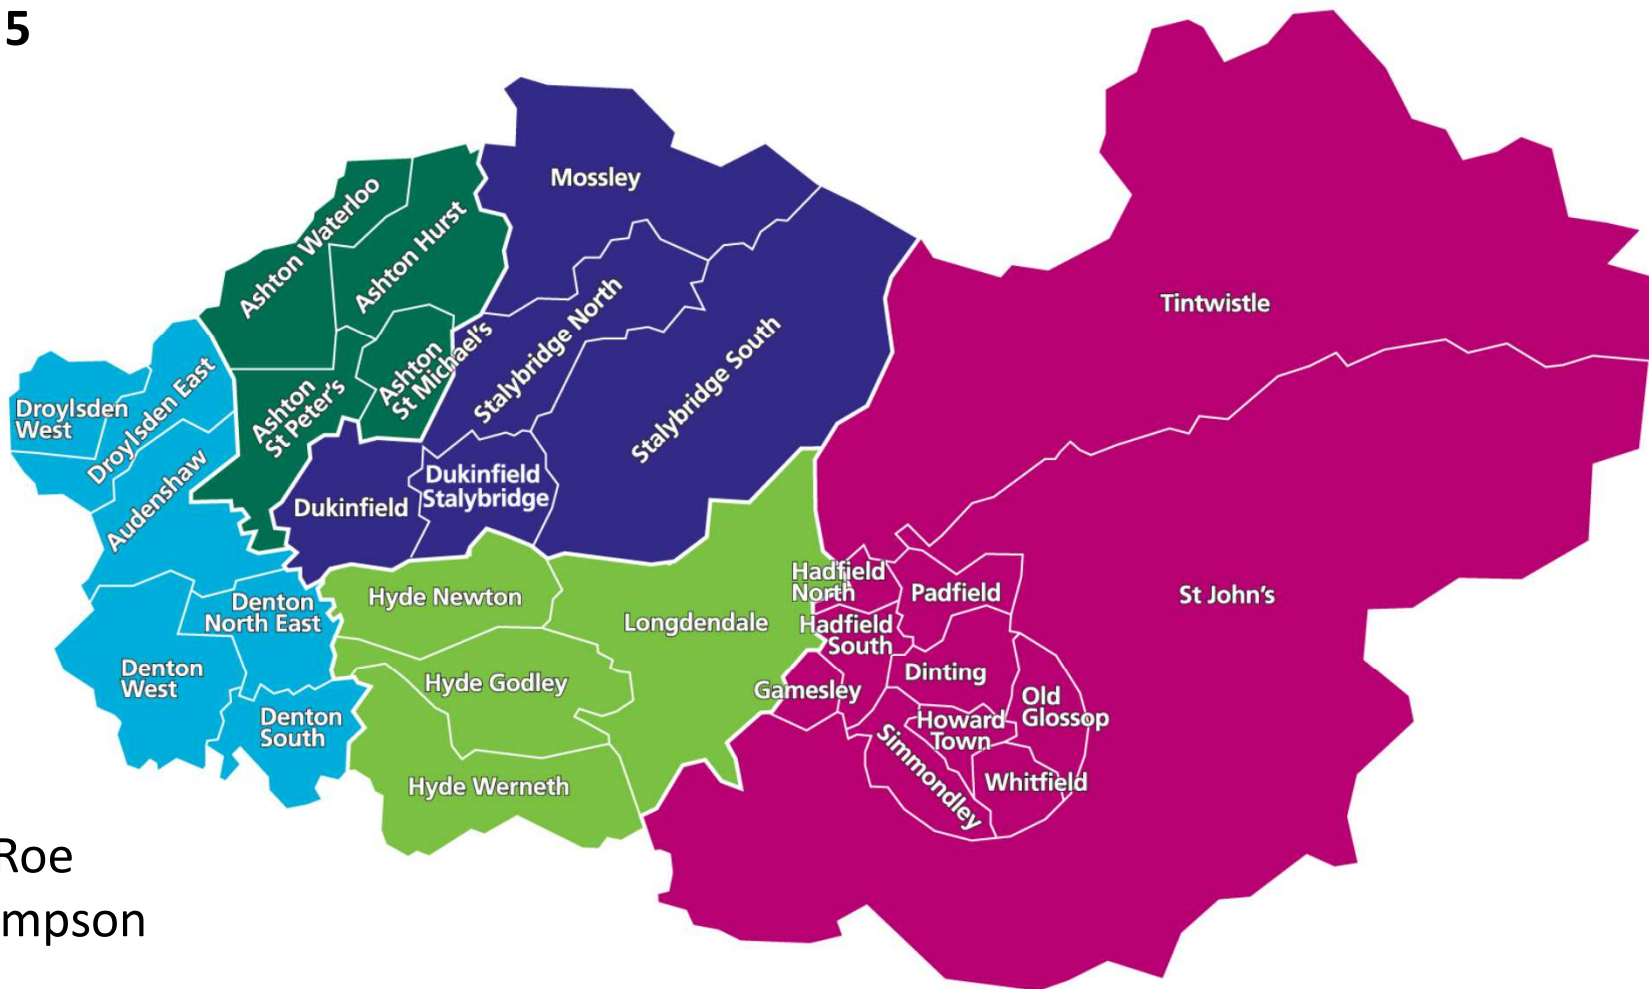 5
Mossley
Ashton Waterloo
Ashton Hurst
Tintwistle
Stalybridge North
Stalybridge South
Ashton
St Michael's
Ashton
St Peter's
Droylsden
West
Droylsden East
Audenshaw
Dukinfield
Dukinfield
Stalybridge
Hadfield
North
Padfield
St John's
Hyde Newton
Denton
North East
Longdendale
Hadfield
South
Denton
West
Hyde Godley
Gamesley
Dinting
Old
Glossop
Denton
South
Howard
Town
Simmondley
Whitfield
Hyde Werneth
Roe
mpson